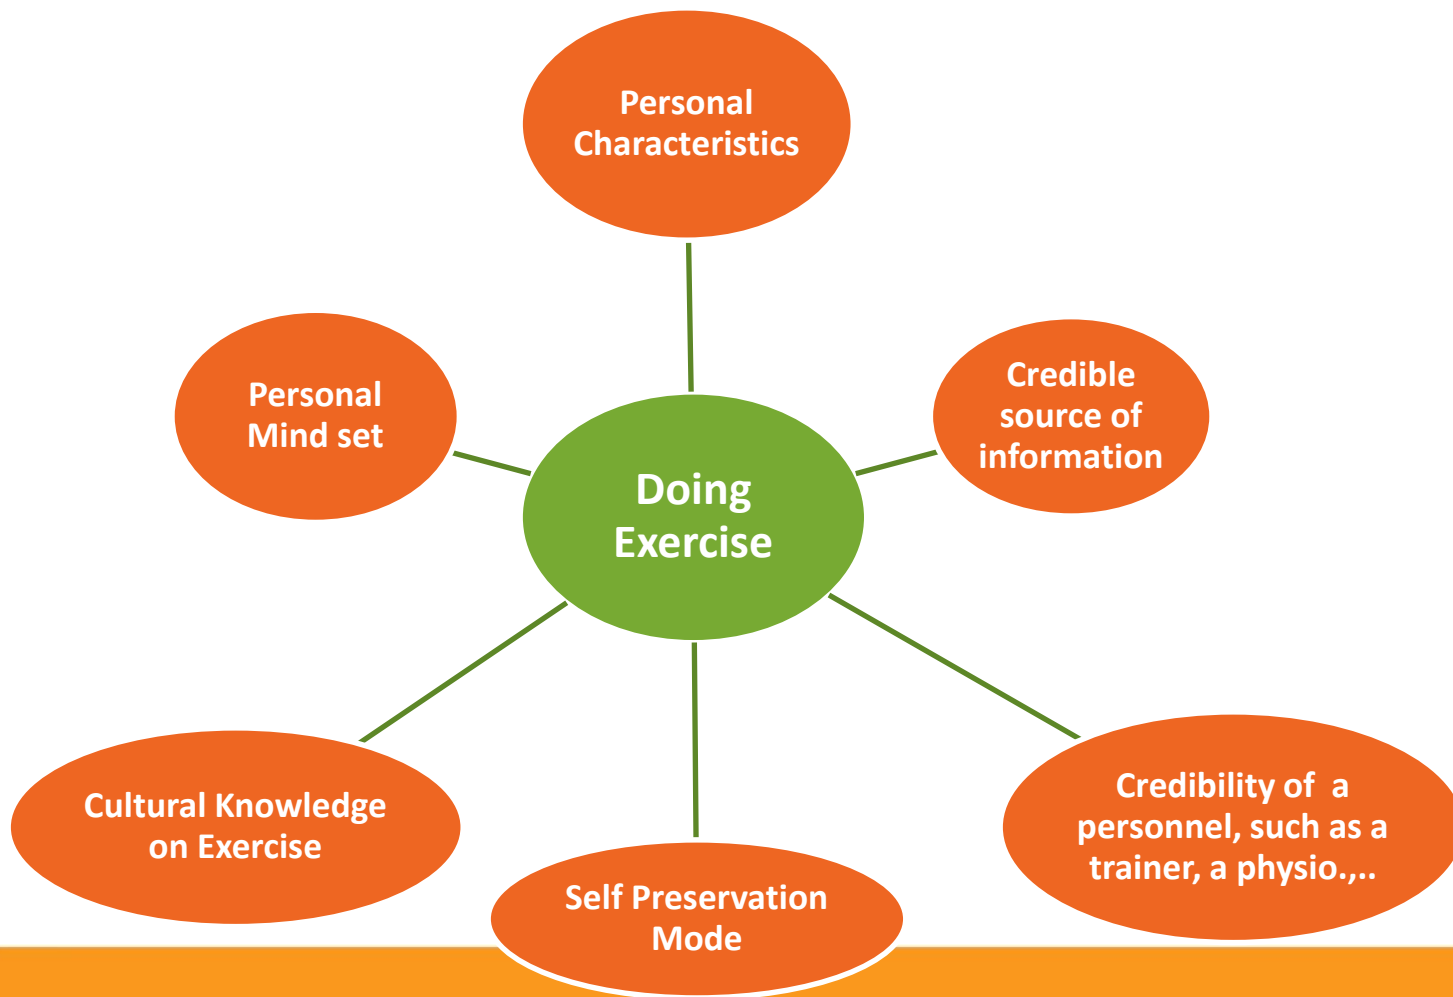 Personal
Characteristics
Personal
Mind set
Credible
source of
information
Doing
Exercise
Cultural Knowledge
on Exercise
Self Preservation
Mode
Credibility of  a
personnel, such as a
trainer, a physio.,..